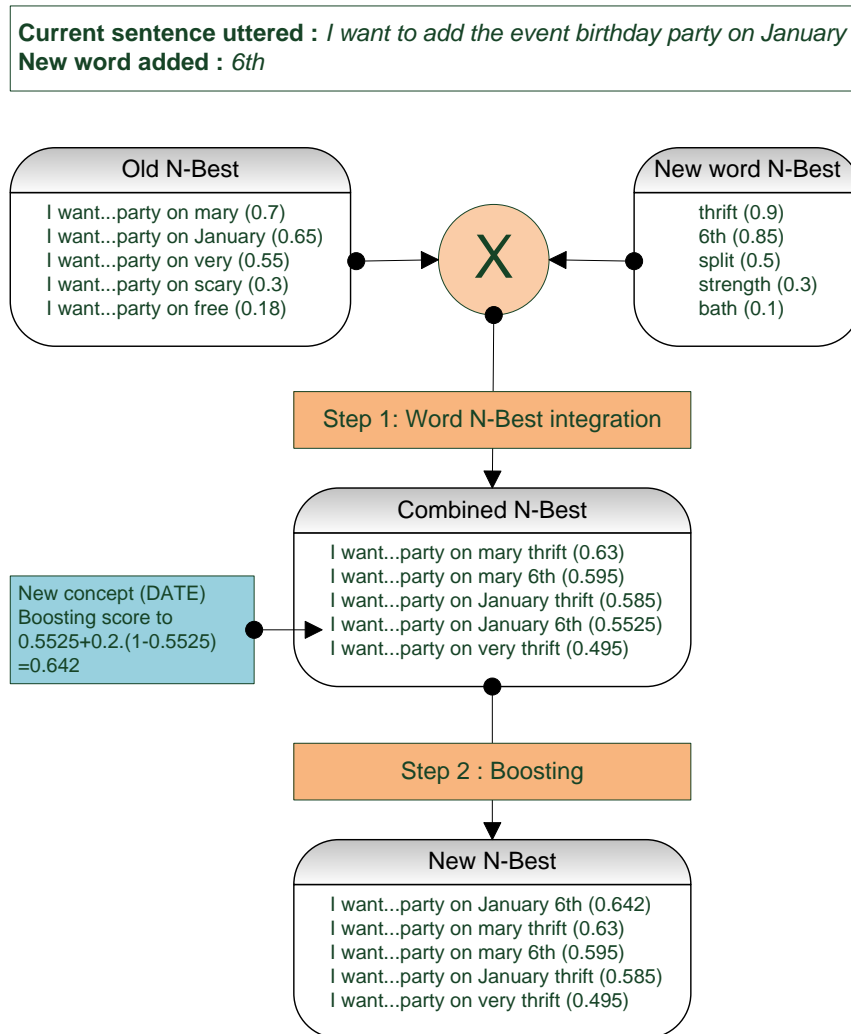 Current sentence uttered : I want to add the event birthday party on January
New word added : 6th
Old N-Best
I want...party on mary (0.7)
I want...party on January (0.65)
I want...party on very (0.55)
I want...party on scary (0.3)
I want...party on free (0.18)
X
New word N-Best
thrift (0.9)
6th (0.85)
split (0.5)
strength (0.3)
bath (0.1)
Step 1: Word N-Best integration
Combined N-Best
I want...party on mary thrift (0.63)
I want...party on mary 6th (0.595)
I want...party on January thrift (0.585)
I want...party on January 6th (0.5525)
I want...party on very thrift (0.495)
New concept (DATE)
Boosting score to
0.5525+0.2.(1-0.5525)
=0.642
Step 2 : Boosting
New N-Best
I want...party on January 6th (0.642)
I want...party on mary thrift (0.63)
I want...party on mary 6th (0.595)
I want...party on January thrift (0.585)
I want...party on very thrift (0.495)